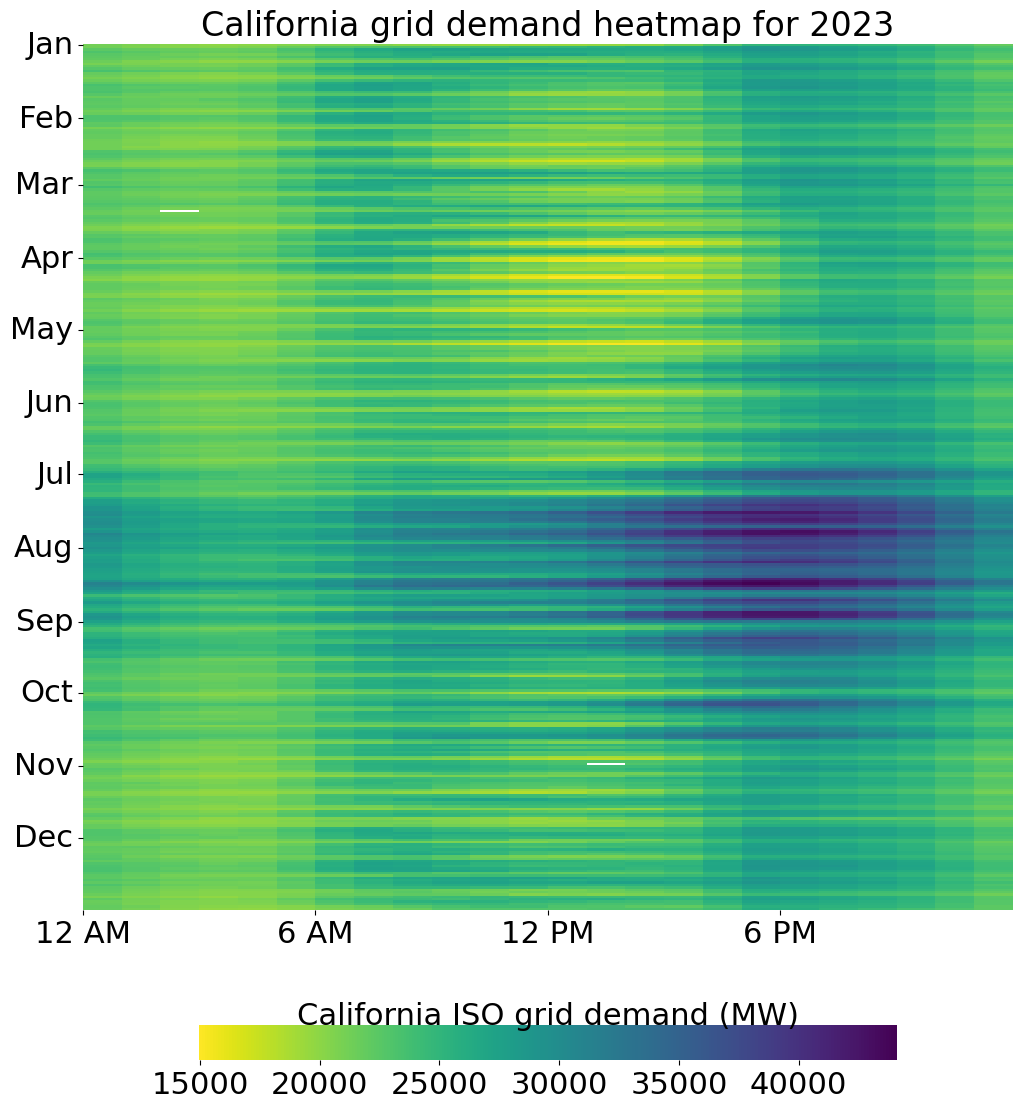 California grid demand heatmap for 2023
Jan
Feb
Mar
Apr
May
Jun
Jul
Aug
Sep
Oct
Nov
Dec
12 AM 6 AM 12 PM 6 PM
California ISO grid demand (MW)
15000 20000 25000 30000 35000 40000